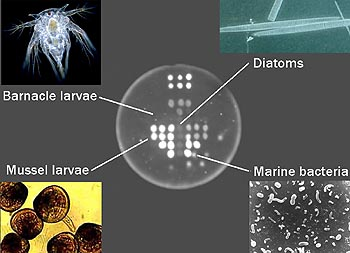 Diatoms
Barnacle larvae
Mussel larvae
Marine bacteria